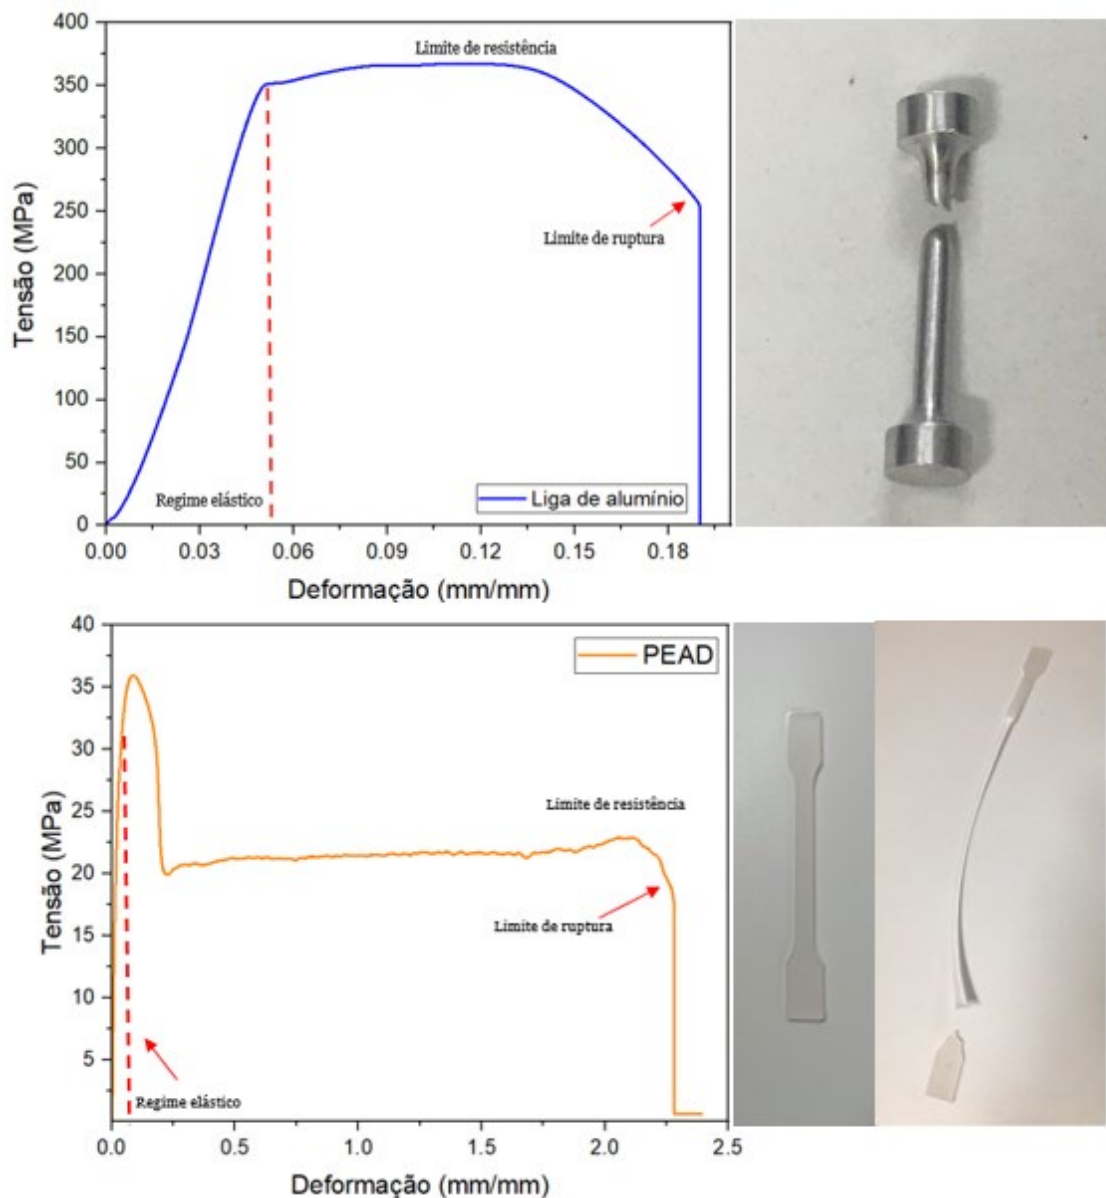 400
350
300
250
200
150
100
50
0
Tensão (MPa)
Limite de resistência
Limite de ruptura
Regime elástico
Liga de alumínio
0.00 0.03 0.06 0.09 0.12 0.15 0.18
Deformação (mm/mm)
40
35
30
25
20
15
10
5
Tensão (MPa)
PEAD
Limite de resistência
Limite de ruptura
Regime elástico
0.0 0.5 1.0 1.5 2.0 2.5
Deformação (mm/mm)